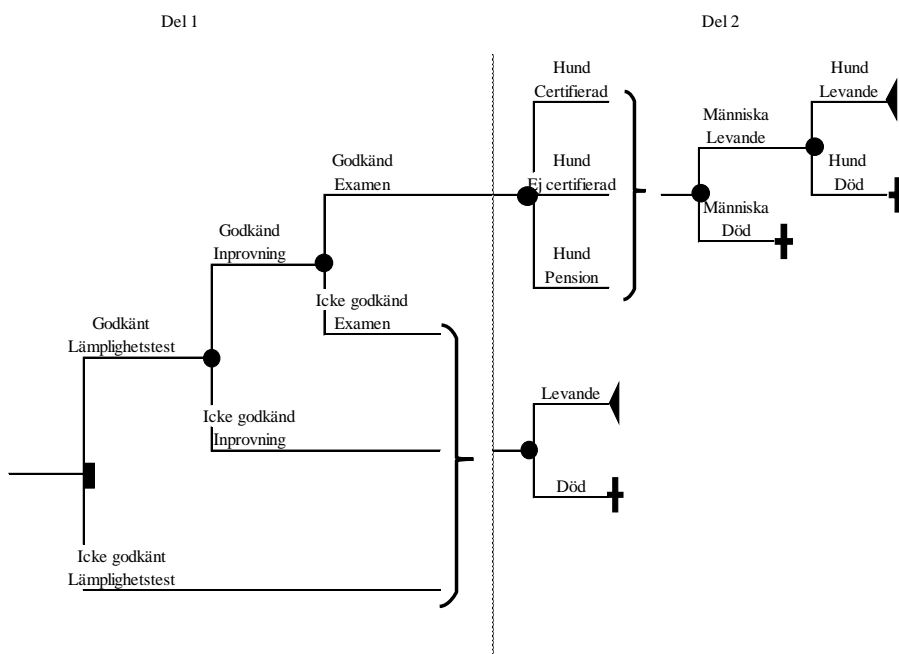 Del 1
Del 2
Hund
Certifierad
Hund
Levande
Människa
Levande
Godkänd
Examen
Hund
Ej certifierad
Hund
Död
Människa
Död
Godkänd
Inprovning
Hund
Pension
Icke godkänd
Examen
Godkänt
Lämplighetstest
Levande
Icke godkänd
Inprovning
Död
Icke godkänt
Lämplighetstest